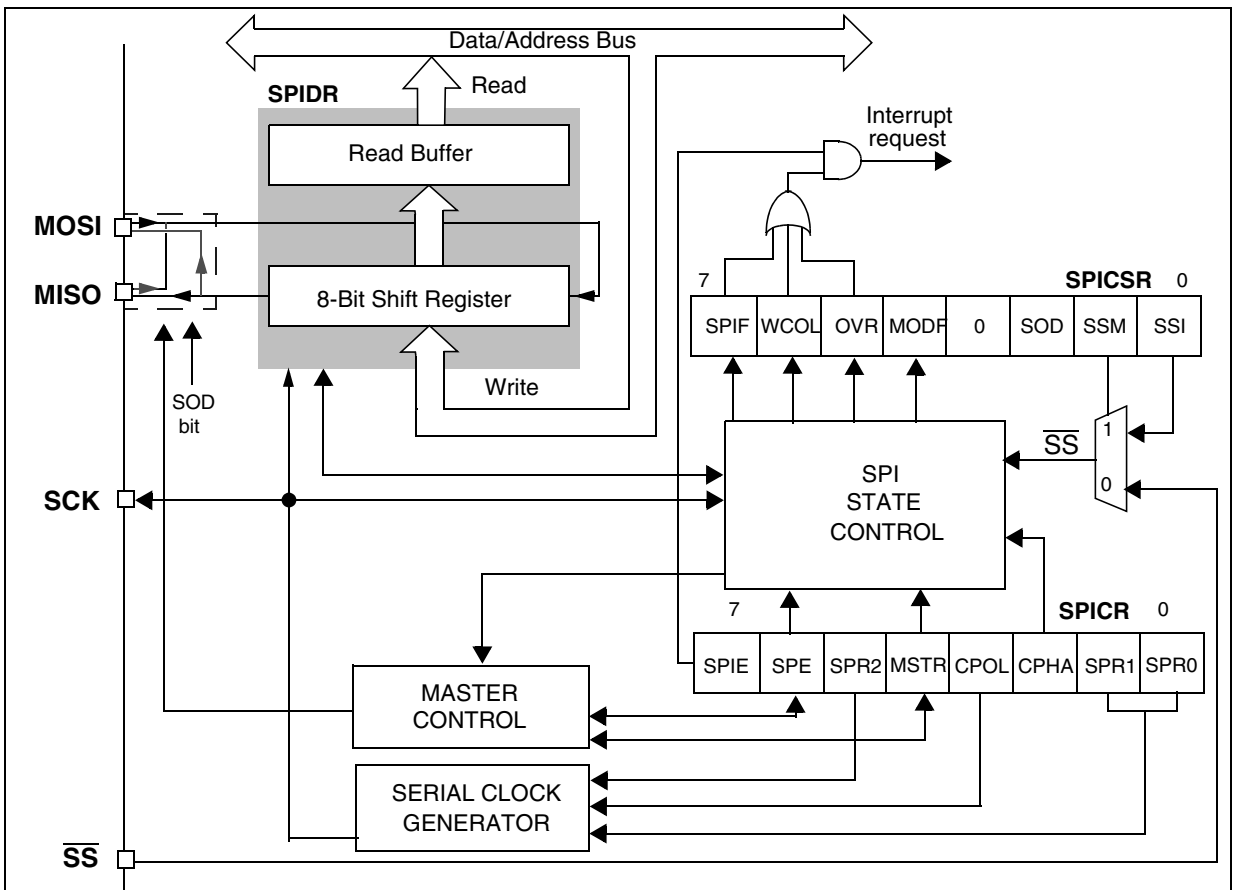 Data/Address Bus
Read
SPIDR
Interrupt
request
Read Buffer
MOSI
MISO
8-Bit Shift Register
7
SPICSR
0
SPIF
WCOL
OVR
MODF
0
SOD
SSM
SSI
Write
SOD
bit
1
SS
0
SCK
SPI
STATE
CONTROL
7
SPICR
0
SPIE
SPE
SPR2
MSTR
CPOL
CPHA
SPR1
SPR0
MASTER
CONTROL
SERIAL CLOCK
GENERATOR
SS